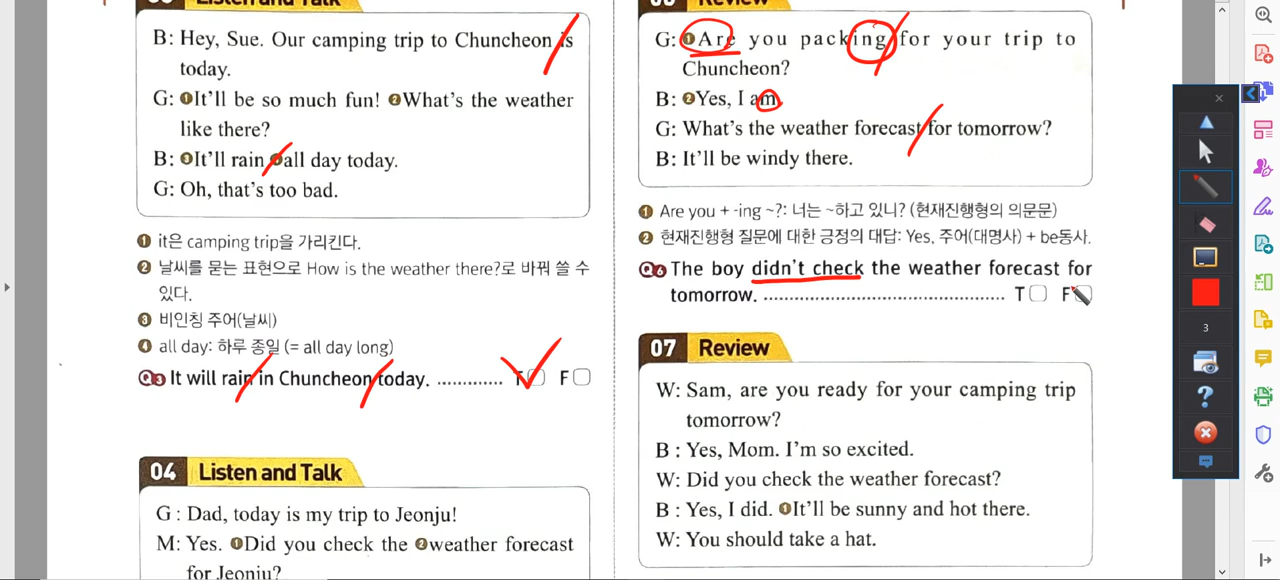 Listen and Talk
B: Hey, Sue. Our camping trip to Chuncheon is
today.
G: ❶It'll be so much fun! ❷What's the weather
like there?
B: ❸It'll rain ❹all day today.
G: Oh, that's too bad.
❶ it은 camping trip을 가리킨다.
❷ 날씨를 묻는 표현으로 How is the weather there?로 바꿔 쓸 수
있다.
❸ 비인칭 주어(날씨)
❹ all day: 하루 종일 (= all day long)
Q3 It will rain in Chuncheon today. ............ T F
04 Listen and Talk
G : Dad, today is my trip to Jeonju!
M: Yes. ❶Did you check the ❷weather forecast
for Jeonju?
Review
G: ❶Are you packing for your trip to
Chuncheon?
B: ❷Yes, I am.
G: What's the weather forecast for tomorrow?
B: It'll be windy there.
❶ Are you + -ing ~?: 너는 ~하고 있니? (현재진행형의 의문문)
❷ 현재진행형 질문에 대한 긍정의 대답: Yes, 주어(대명사) + be동사.
Q6 The boy didn't check the weather forecast for
tomorrow. ................................................ T F
07 Review
W: Sam, are you ready for your camping trip
tomorrow?
B : Yes, Mom. I'm so excited.
W: Did you check the weather forecast?
B : Yes, I did. ❶It'll be sunny and hot there.
W: You should take a hat.
3